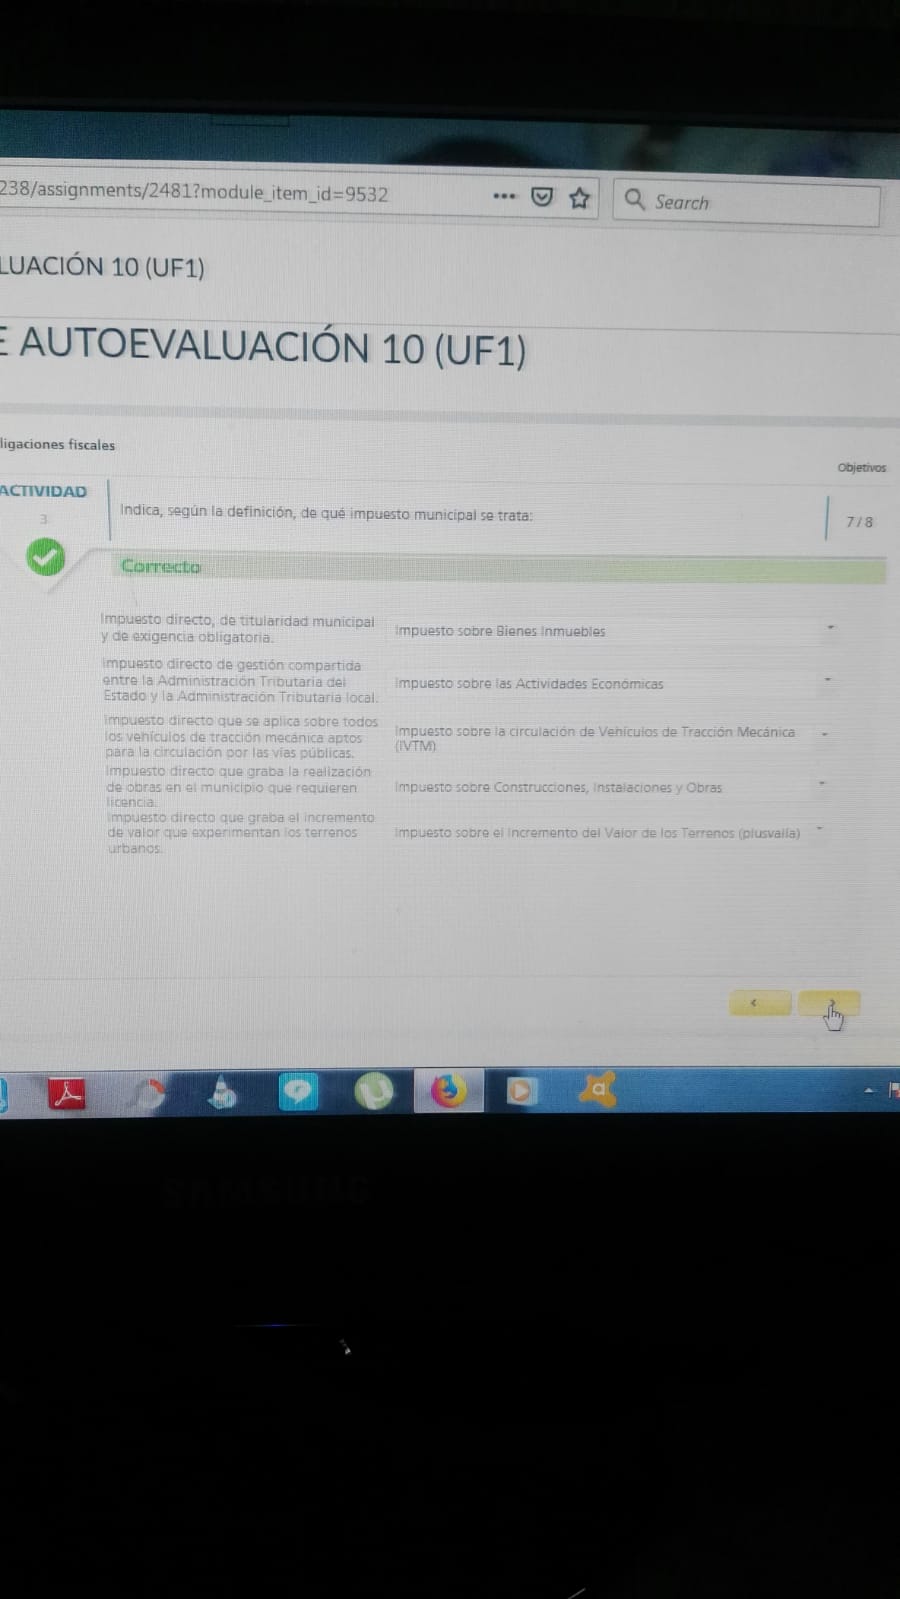 238/assignments/2481?module_item_id=9532
Search
LUACIÓN 10 (UF1)
E AUTOEVALUACIÓN 10 (UF1)
ligaciones fiscales
Objetivos
ACTIVIDAD
3
Indica, según la definición, de qué impuesto municipal se trata:
7/8
Correcto
Impuesto directo, de titularidad municipal
y de exigencia obligatoria.
Impuesto sobre Bienes Inmuebles
Impuesto directo de gestión compartida
entre la Administración Tributaria del
Estado y la Administración Tributaria local.
Impuesto sobre las Actividades Económicas
Impuesto directo que se aplica sobre todos
los vehículos de tracción mecánica aptos
para la circulación por las vías públicas.
Impuesto sobre la circulación de Vehículos de Tracción Mecánica
(IVTM)
Impuesto directo que graba la realización
de obras en el municipio que requieren
licencia.
Impuesto sobre Construcciones, Instalaciones y Obras
Impuesto directo que graba el incremento
de valor que experimentan los terrenos
urbanos.
Impuesto sobre el Incremento del Valor de los Terrenos (plusvalía)
SAMSUNG